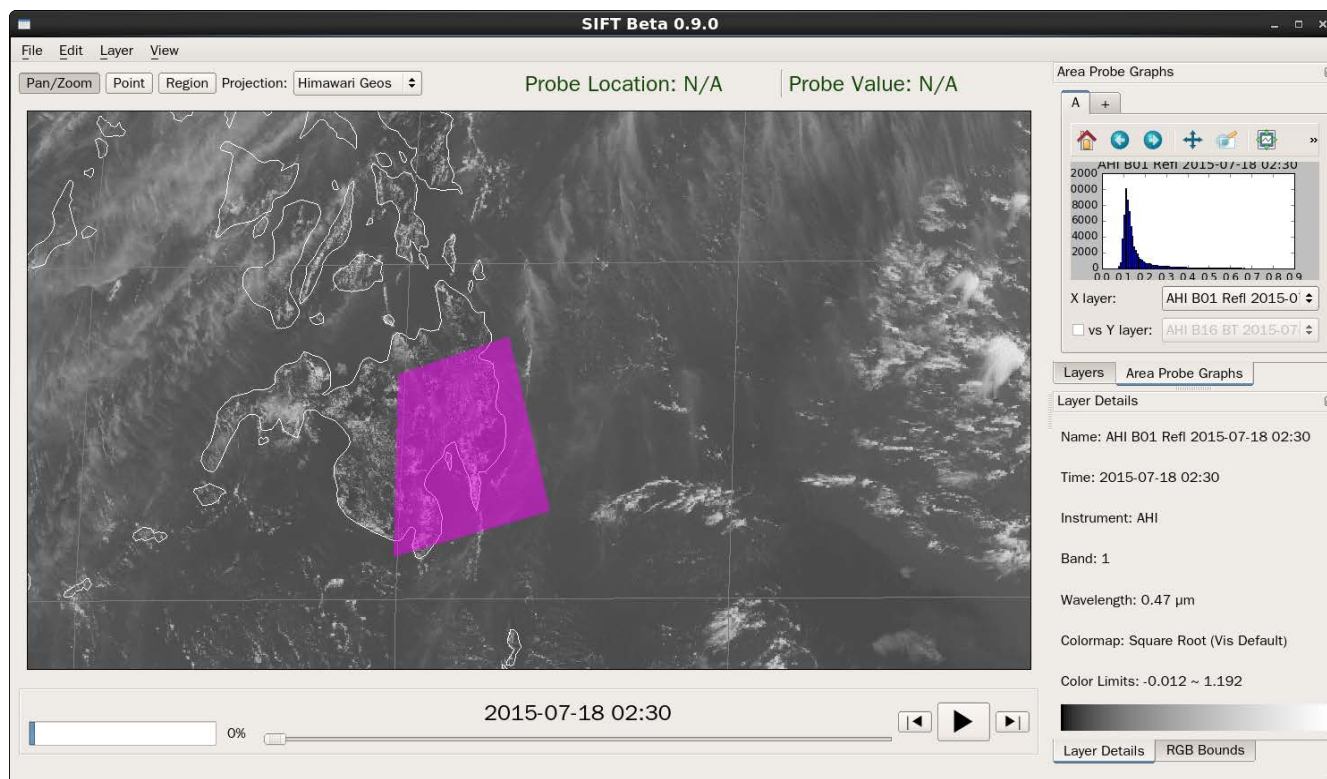 SIFT Beta 0.9.0
File Edit Layer View
Pan/Zoom Point Region Projection: Himawari Geos Probe Location: N/A Probe Value: N/A
Area Probe Graphs
A +
»
AHI B01 Refl 2015-07-18 02:30
2000
0000
8000
6000
4000
2000
0
0.0 0.1 0.2 0.3 0.4 0.5 0.6 0.7 0.8 0.9
X layer: AHI B01 Refl 2015-0
vs Y layer: AHI B16 BT 2015-07-
Layers Area Probe Graphs
Layer Details
Name: AHI B01 Refl 2015-07-18 02:30
Time: 2015-07-18 02:30
Instrument: AHI
Band: 1
Wavelength: 0.47 µm
Colormap: Square Root (Vis Default)
Color Limits: -0.012 ~ 1.192
Layer Details RGB Bounds
2015-07-18 02:30
0%